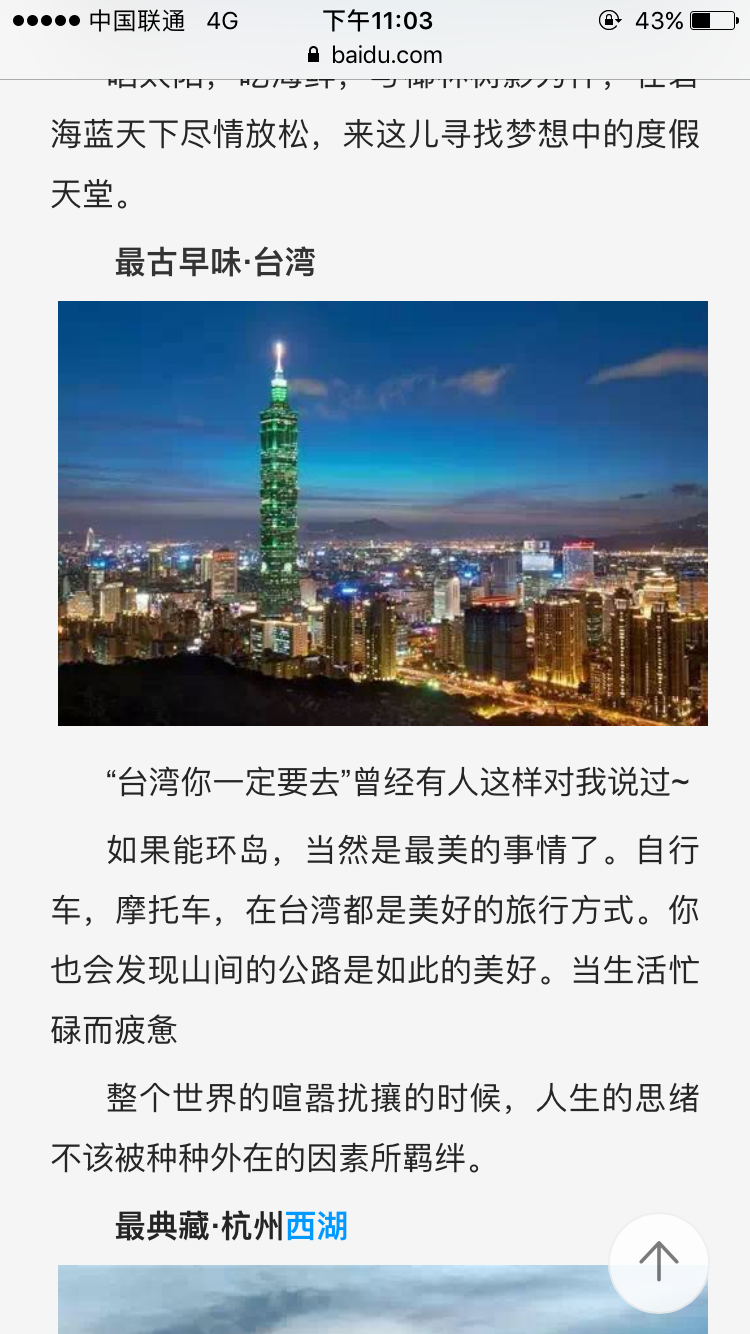 中国联通 4G 下午11:03 43%
baidu.com
海蓝天下尽情放松，来这儿寻找梦想中的度假
天堂。
最古早味·台湾
“台湾你一定要去”曾经有人这样对我说过~
如果能环岛，当然是最美的事情了。自行
车，摩托车，在台湾都是美好的旅行方式。你
也会发现山间的公路是如此的美好。当生活忙
碌而疲惫
整个世界的喧嚣扰攘的时候，人生的思绪
不该被种种外在的因素所羁绊。
最典藏·杭州西湖